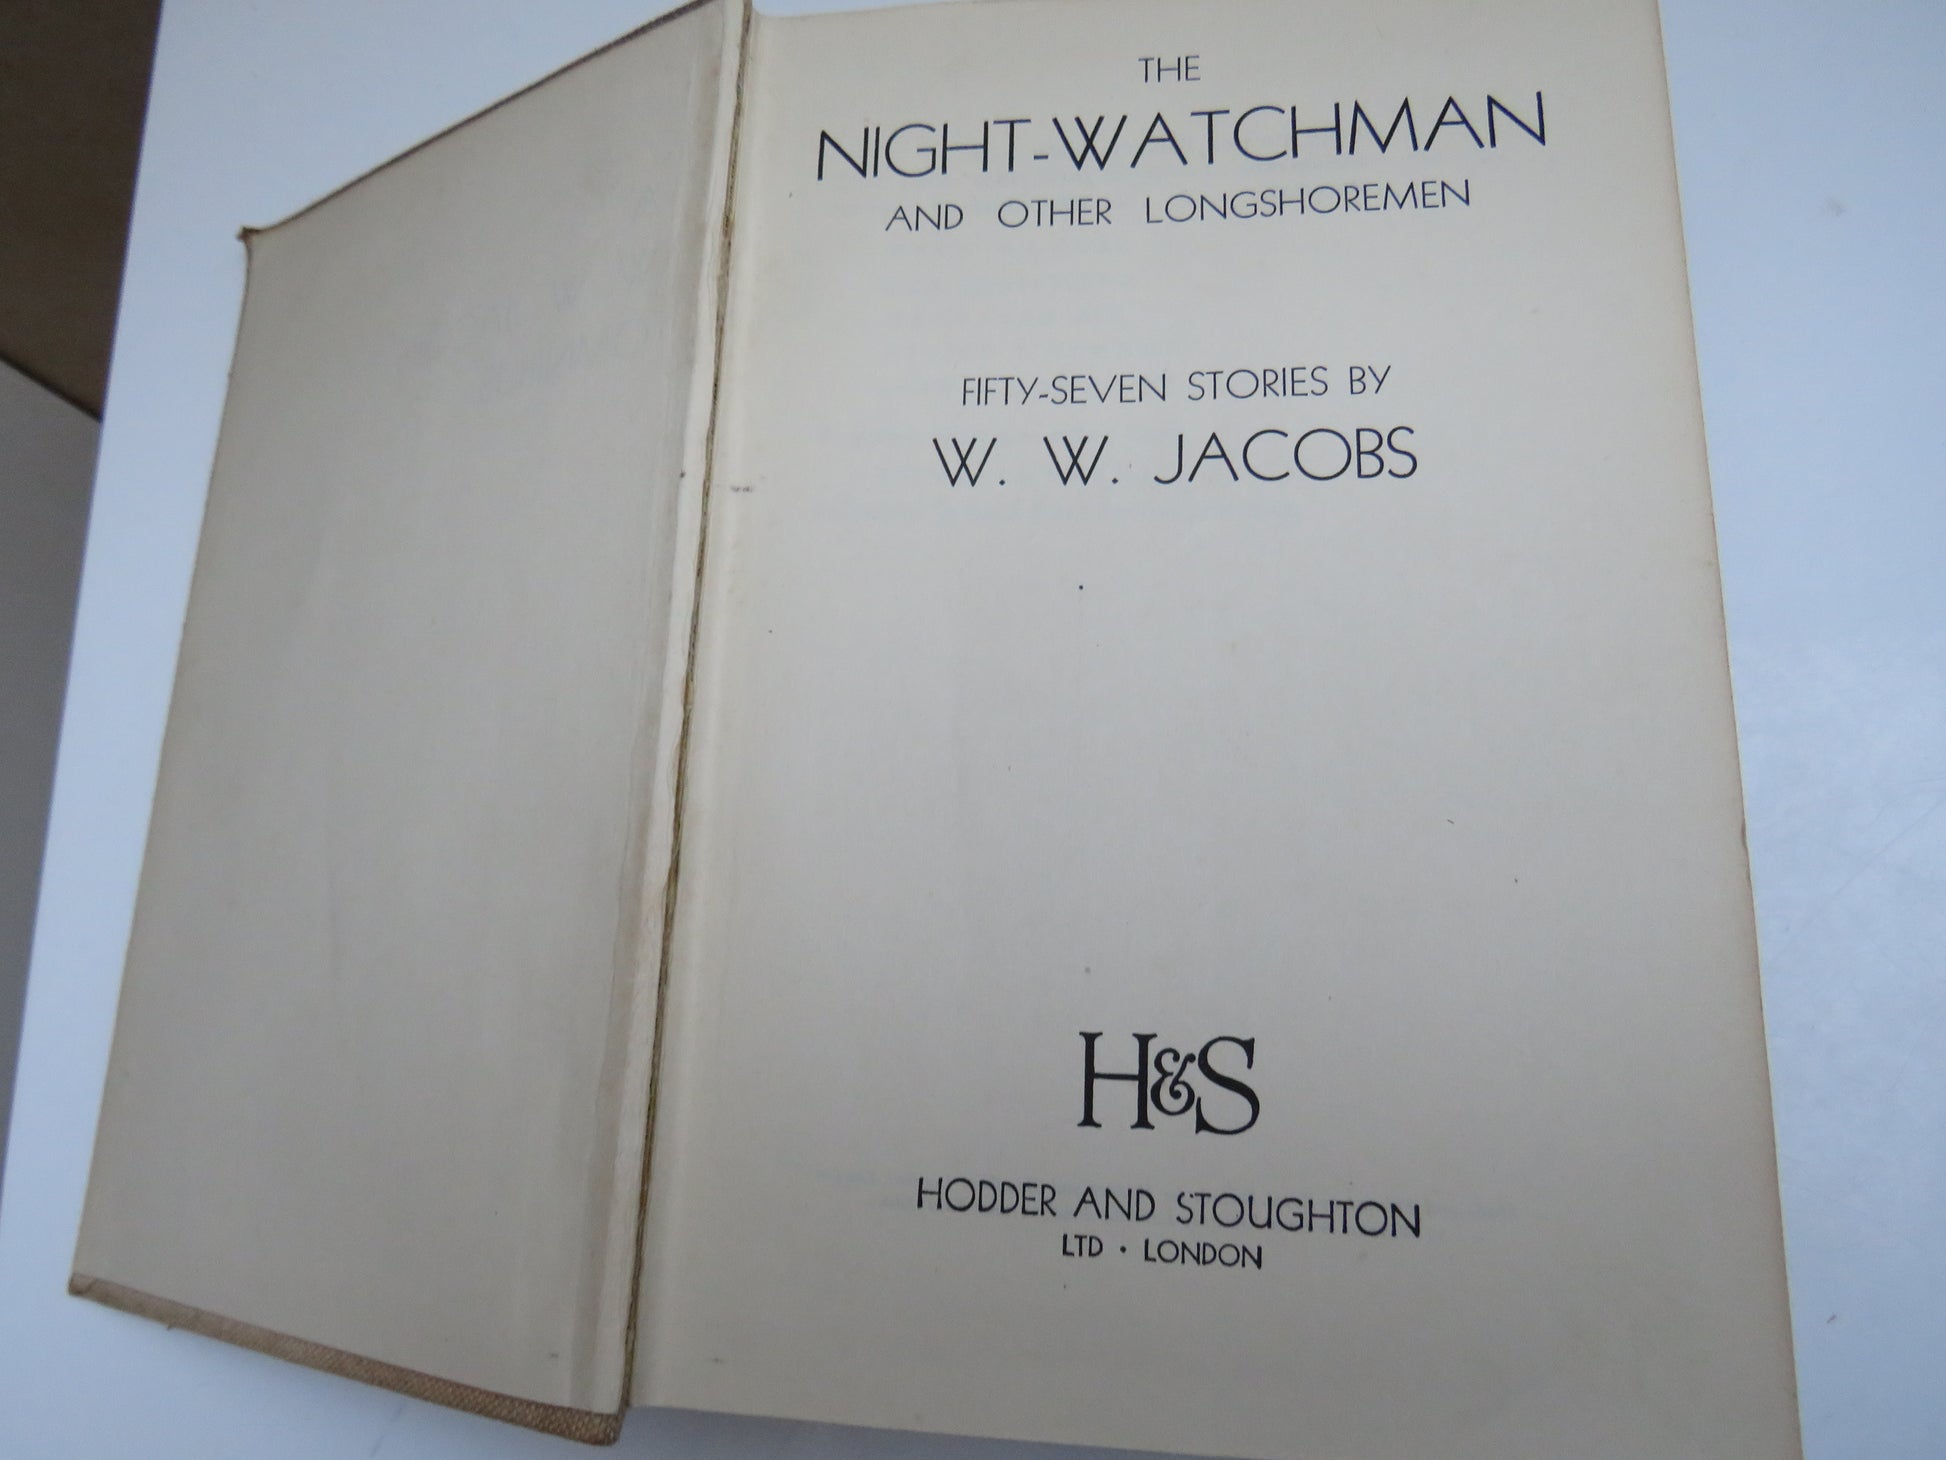 THE
NIGHT-WATCHMAN
AND OTHER LONGSHOREMEN
FIFTY-SEVEN STORIES BY
W. W. JACOBS
H&S
HODDER AND STOUGHTON
LTD · LONDON